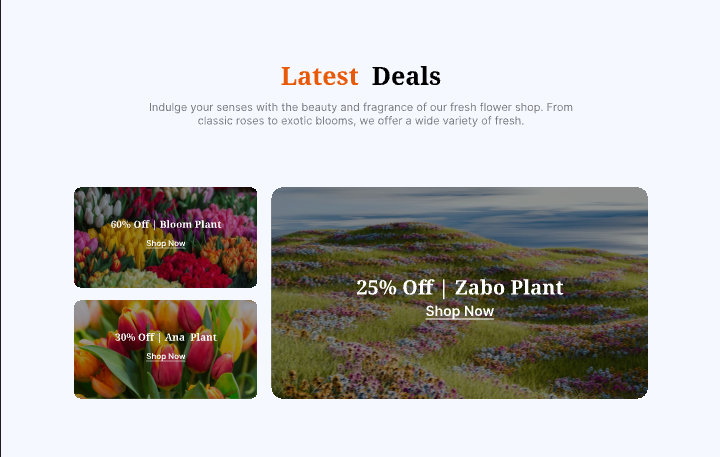 Latest Deals
Indulge your senses with the beauty and fragrance of our fresh flower shop. From
classic roses to exotic blooms, we offer a wide variety of fresh.
60% Off | Bloom Plant
Shop Now
30% Off | Ana Plant
Shop Now
25% Off | Zabo Plant
Shop Now